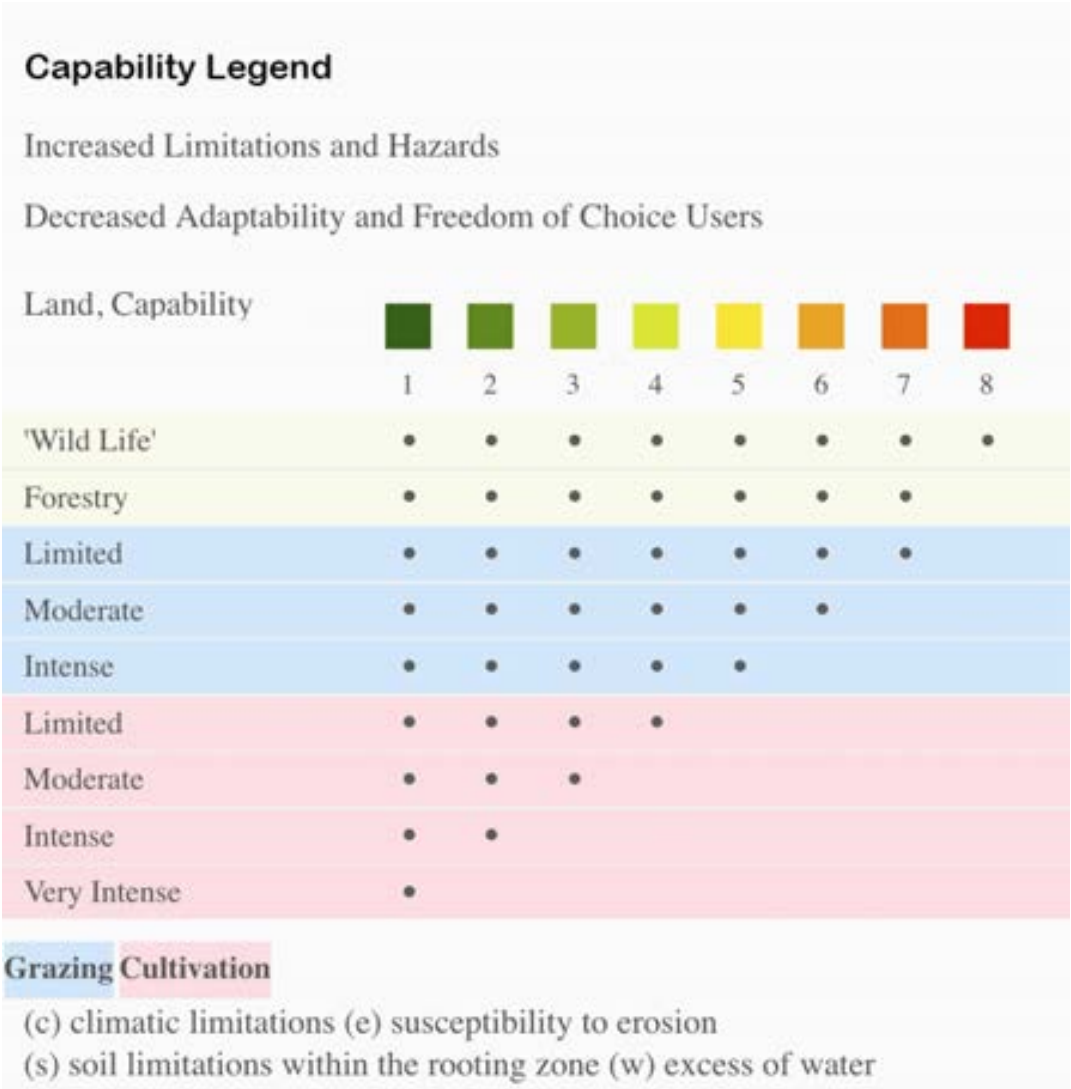 Capability Legend
Increased Limitations and Hazards
Decreased Adaptability and Freedom of Choice Users
Land, Capability
1 2 3 4 5 6 7 8
'Wild Life' • • • • • • • •
Forestry • • • • • • •
Limited • • • • • • •
Moderate • • • • • •
Intense • • • • •
Limited • • • •
Moderate • • •
Intense • •
Very Intense •
Grazing Cultivation
(c) climatic limitations (e) susceptibility to erosion
(s) soil limitations within the rooting zone (w) excess of water